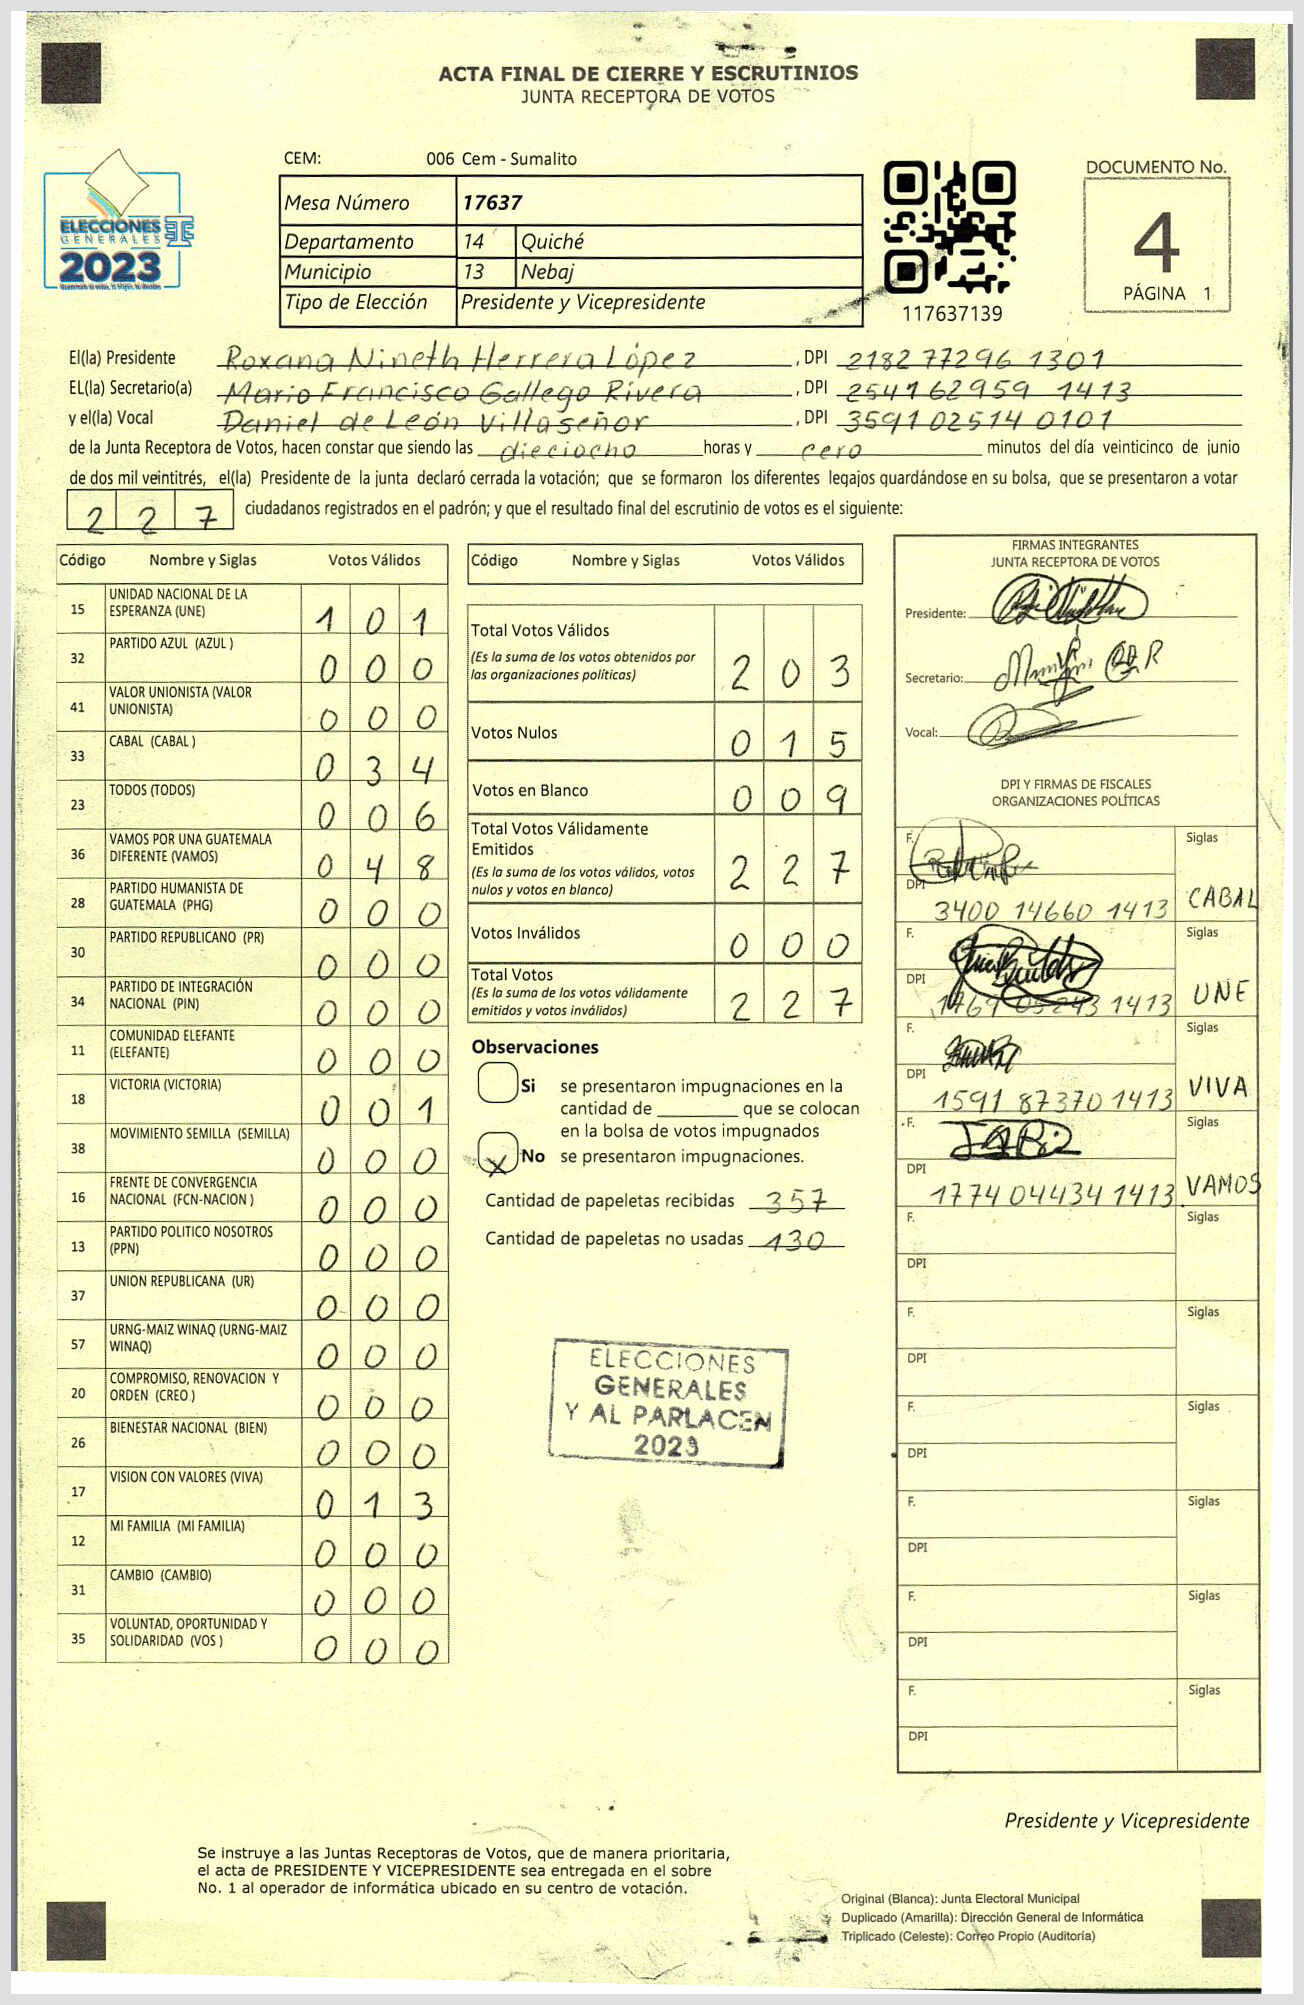 ACTA FINAL DE CIERRE Y ESCRUTINIOS
JUNTA RECEPTORA DE VOTOS
CEM: 006 Cem - Sumalito
Mesa Número 17637
Departamento 14 Quiché
Municipio 13 Nebaj
Tipo de Elección Presidente y Vicepresidente
ELECCIONES
GENERALES
2023
117637139
DOCUMENTO No.
4
PÁGINA 1
El(la) Presidente Roxana Nineth Herrera López, DPI 2182 77296 1301
EL(la) Secretario(a) Mario Francisco Gallego Rivera, DPI 2541 62959 1413
y el(la) Vocal Daniel de León Villaseñor, DPI 3591 02514 0101
de la Junta Receptora de Votos, hacen constar que siendo las dieciocho horas y cero minutos del día veinticinco de junio
de dos mil veintitrés, el(la) Presidente de la junta declaró cerrada la votación; que se formaron los diferentes legajos quardándose en su bolsa, que se presentaron a votar
227 ciudadanos registrados en el padrón; y que el resultado final del escrutinio de votos es el siguiente:
Código Nombre y Siglas Votos Válidos
15 UNIDAD NACIONAL DE LA ESPERANZA (UNE) 1 0 1
32 PARTIDO AZUL (AZUL ) 0 0 0
41 VALOR UNIONISTA (VALOR UNIONISTA) 0 0 0
33 CABAL (CABAL ) 0 3 4
23 TODOS (TODOS) 0 0 6
36 VAMOS POR UNA GUATEMALA DIFERENTE (VAMOS) 0 4 8
28 PARTIDO HUMANISTA DE GUATEMALA (PHG) 0 0 0
30 PARTIDO REPUBLICANO (PR) 0 0 0
34 PARTIDO DE INTEGRACIÓN NACIONAL (PIN) 0 0 0
11 COMUNIDAD ELEFANTE (ELEFANTE) 0 0 0
18 VICTORIA (VICTORIA) 0 0 1
38 MOVIMIENTO SEMILLA (SEMILLA) 0 0 0
16 FRENTE DE CONVERGENCIA NACIONAL (FCN-NACION ) 0 0 0
13 PARTIDO POLITICO NOSOTROS (PPN) 0 0 0
37 UNION REPUBLICANA (UR) 0 0 0
57 URNG-MAIZ WINAQ (URNG-MAIZ WINAQ) 0 0 0
20 COMPROMISO, RENOVACION Y ORDEN (CREO ) 0 0 0
26 BIENESTAR NACIONAL (BIEN) 0 0 0
17 VISION CON VALORES (VIVA) 0 1 3
12 MI FAMILIA (MI FAMILIA) 0 0 0
31 CAMBIO (CAMBIO) 0 0 0
35 VOLUNTAD, OPORTUNIDAD Y SOLIDARIDAD (VOS ) 0 0 0
Código Nombre y Siglas Votos Válidos
Total Votos Válidos 2 0 3
(Es la suma de los votos obtenidos por
las organizaciones políticas)
Votos Nulos 0 1 5
Votos en Blanco 0 0 9
Total Votos Válidamente
Emitidos 2 2 7
(Es la suma de los votos válidos, votos
nulos y votos en blanco)
Votos Inválidos 0 0 0
Total Votos 2 2 7
(Es la suma de los votos válidamente
emitidos y votos inválidos)
Observaciones
Si se presentaron impugnaciones en la
cantidad de ________ que se colocan
en la bolsa de votos impugnados
X No se presentaron impugnaciones.
Cantidad de papeletas recibidas 357
Cantidad de papeletas no usadas 130
ELECCIONES
GENERALES
Y AL PARLACEN
2023
FIRMAS INTEGRANTES
JUNTA RECEPTORA DE VOTOS
Presidente:
Secretario:
Vocal:
DPI Y FIRMAS DE FISCALES
ORGANIZACIONES POLÍTICAS
F. Siglas
DPI 3400 14660 1413 CABAL
F. Siglas
DPI 1769 05243 1413 UNE
F. Siglas
DPI 1591 87370 1413 VIVA
F. Siglas
DPI 1774 04434 1413 VAMOS
F. Siglas
DPI
F. Siglas
DPI
F. Siglas
DPI
F. Siglas
DPI
F. Siglas
DPI
F. Siglas
DPI
Presidente y Vicepresidente
Se instruye a las Juntas Receptoras de Votos, que de manera prioritaria,
el acta de PRESIDENTE Y VICEPRESIDENTE sea entregada en el sobre
No. 1 al operador de informática ubicado en su centro de votación.
Original (Blanca): Junta Electoral Municipal
Duplicado (Amarilla): Dirección General de Informática
Triplicado (Celeste): Correo Propio (Auditoría)